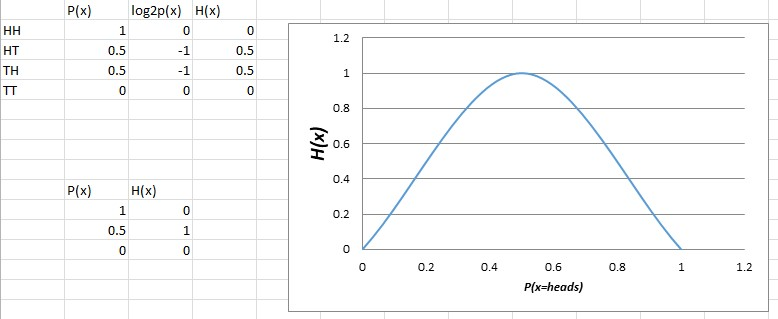 P(x) log2p(x) H(x)
HH 1 0 0
HT 0.5 -1 0.5
TH 0.5 -1 0.5
TT 0 0 0
P(x) H(x)
1 0
0.5 1
0 0
H(x)
1.2
1
0.8
0.6
0.4
0.2
0
0 0.2 0.4 0.6 0.8 1 1.2
P(x=heads)